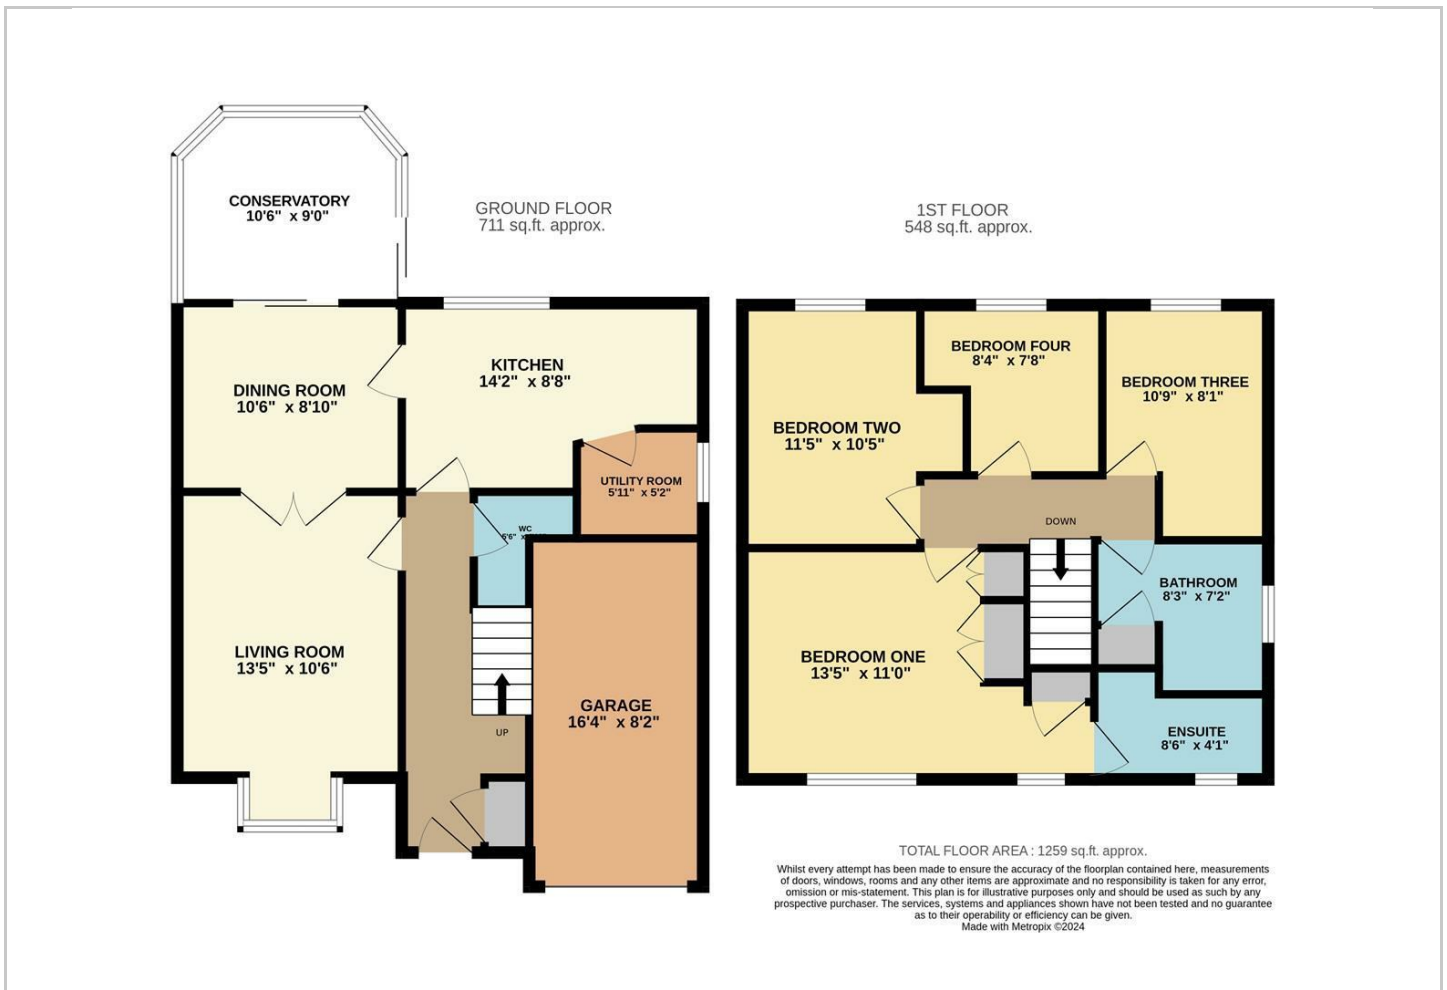 CONSERVATORY
10'6" x 9'0"
GROUND FLOOR
711 sq.ft. approx.
KITCHEN
14'2" x 8'8"
DINING ROOM
10'6" x 8'10"
UTILITY ROOM
5'11" x 5'2"
WC
5'6" x
LIVING ROOM
13'5" x 10'6"
GARAGE
16'4" x 8'2"
UP
1ST FLOOR
548 sq.ft. approx.
BEDROOM FOUR
8'4" x 7'8"
BEDROOM THREE
10'9" x 8'1"
BEDROOM TWO
11'5" x 10'5"
DOWN
BATHROOM
8'3" x 7'2"
BEDROOM ONE
13'5" x 11'0"
ENSUITE
8'6" x 4'1"
TOTAL FLOOR AREA : 1259 sq.ft. approx.
Whilst every attempt has been made to ensure the accuracy of the floorplan contained here, measurements
of doors, windows, rooms and any other items are approximate and no responsibility is taken for any error,
omission or mis-statement. This plan is for illustrative purposes only and should be used as such by any
prospective purchaser. The services, systems and appliances shown have not been tested and no guarantee
as to their operability or efficiency can be given.
Made with Metropix ©2024